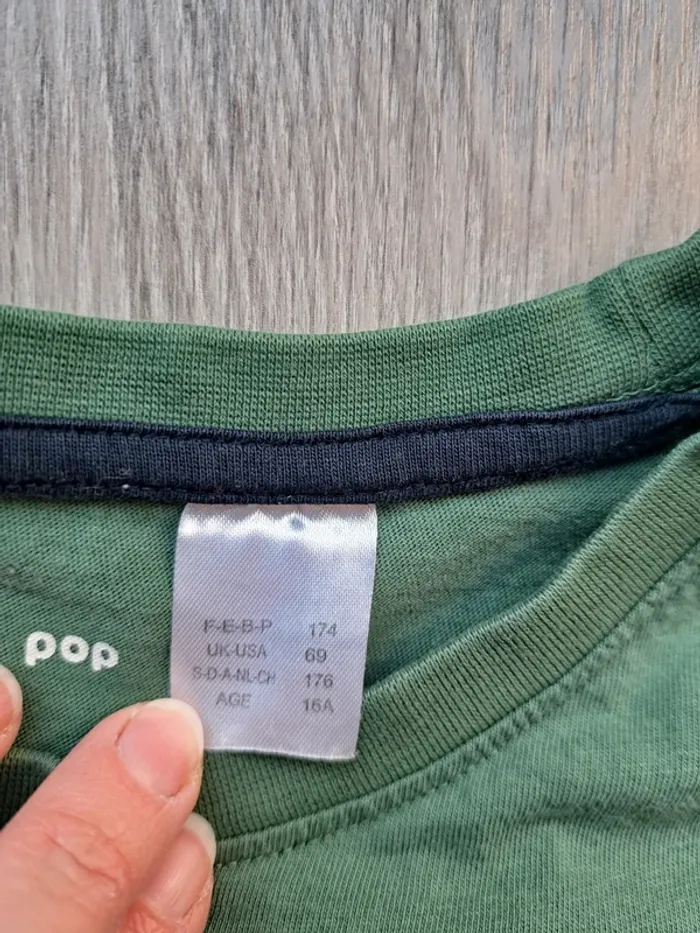 pop
F-E-B-P 174
UK-USA 69
S-D-A-NL-CH 176
AGE 16A